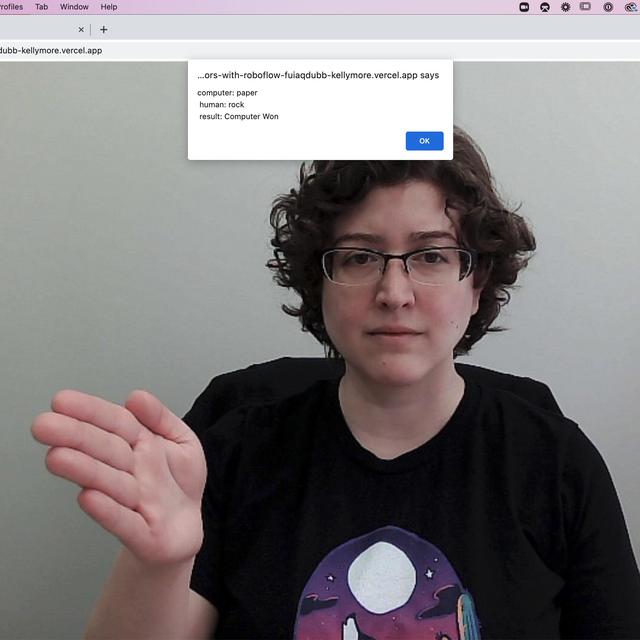 rofiles Tab Window Help
dubb-kellymore.vercel.app
...ors-with-roboflow-fuiaqdubb-kellymore.vercel.app says
computer: paper
human: rock
result: Computer Won
OK